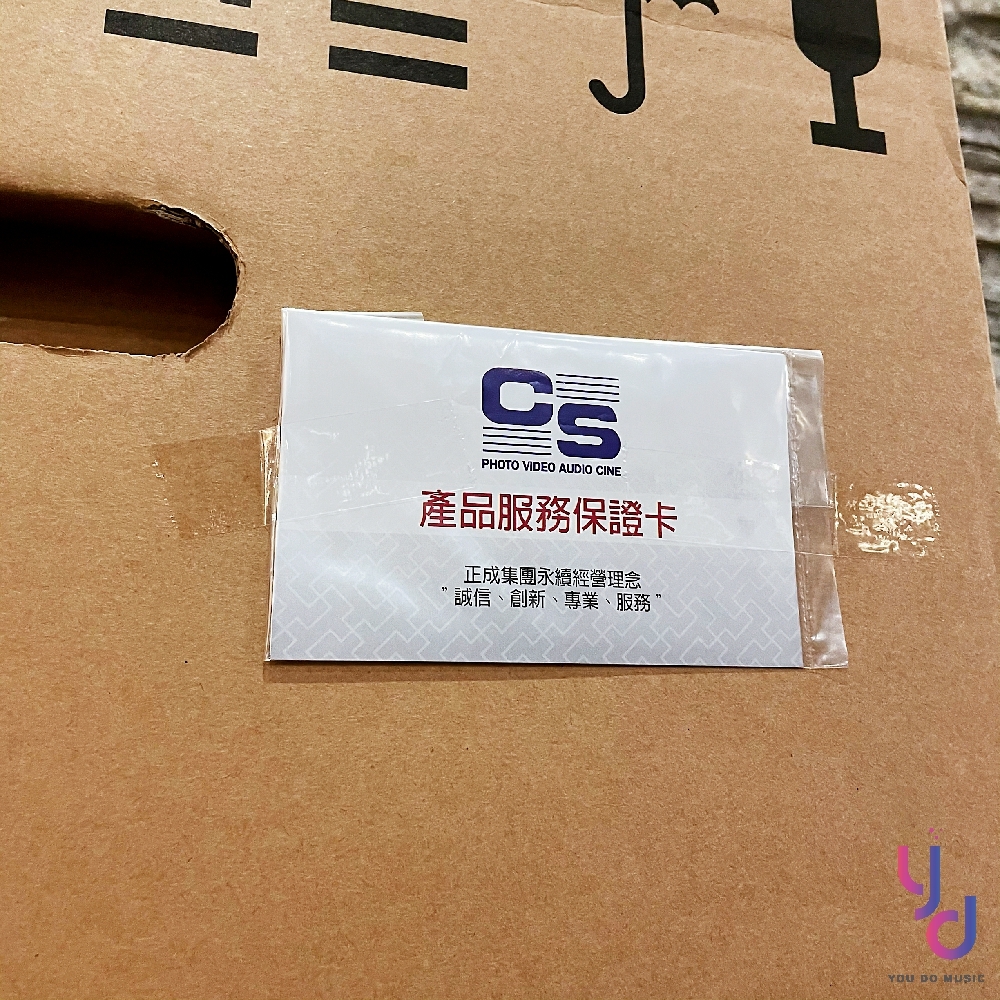 CS
PHOTO VIDEO AUDIO CINE
產品服務保證卡
正成集團永續經營理念
”誠信、創新、專業、服務”
yd
YOU DO MUSIC